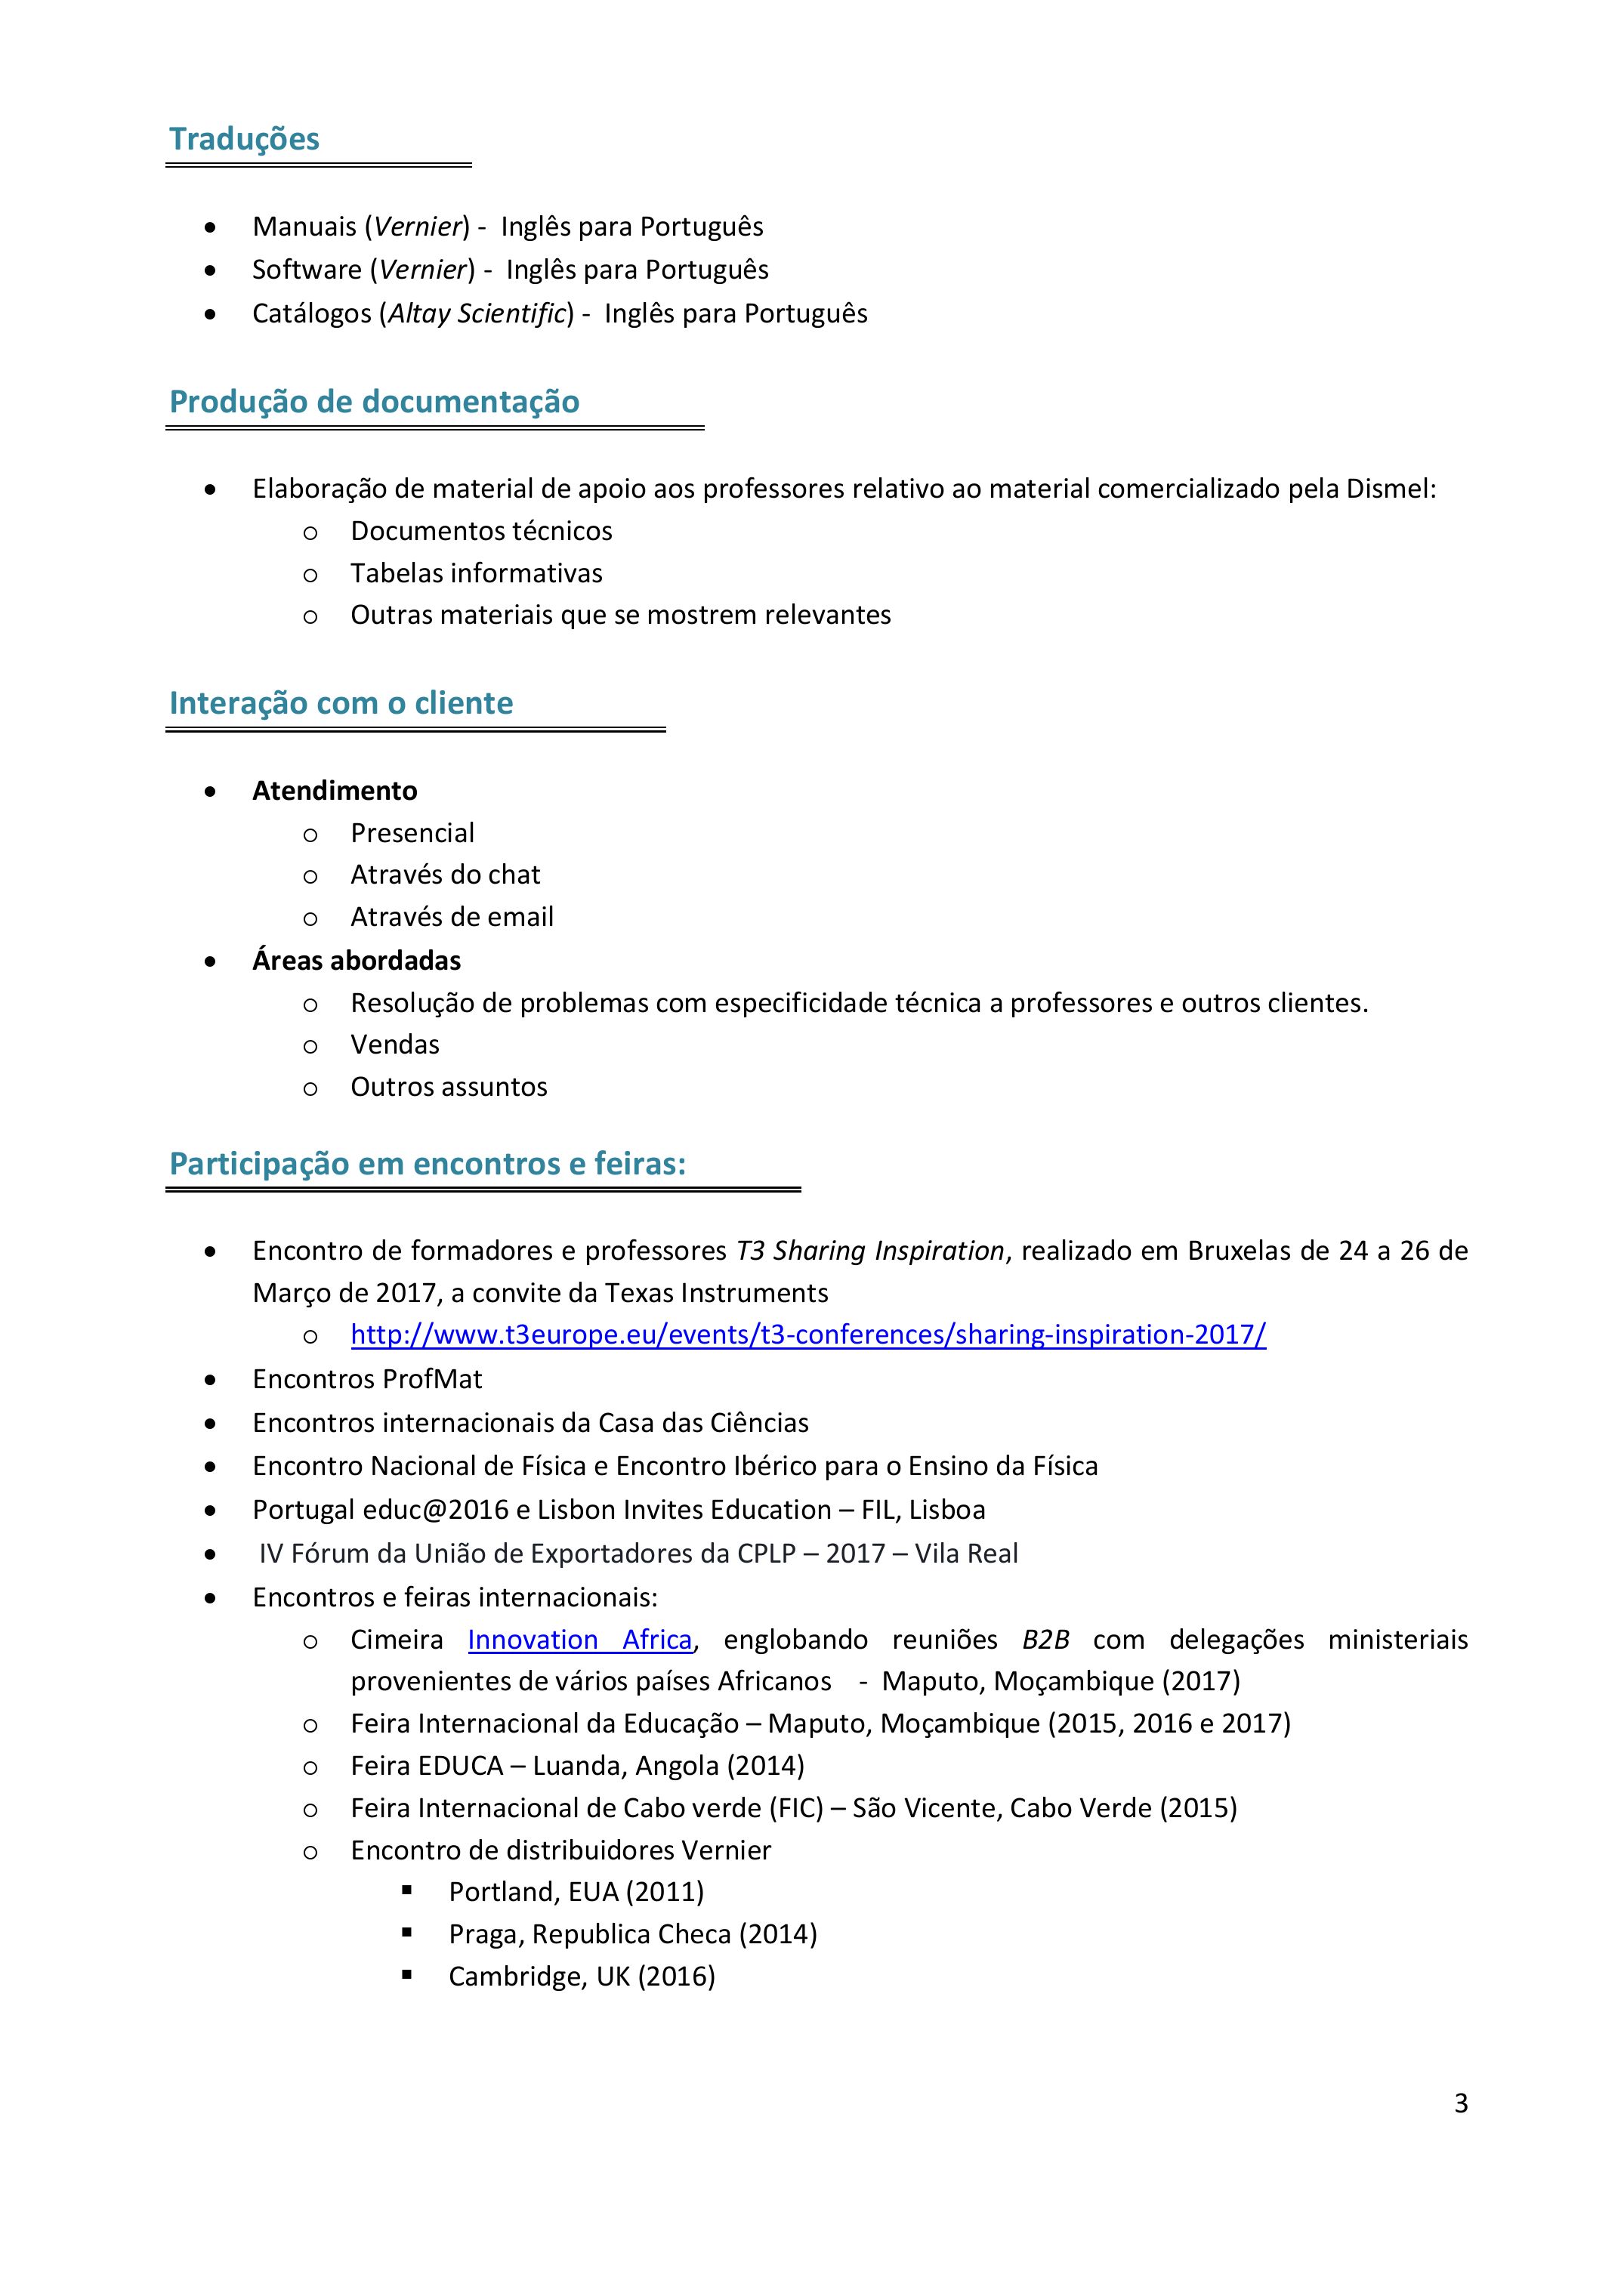 Traduções
• Manuais (Vernier) - Inglês para Português
• Software (Vernier) - Inglês para Português
• Catálogos (Altay Scientific) - Inglês para Português
Produção de documentação
• Elaboração de material de apoio aos professores relativo ao material comercializado pela Dismel:
o Documentos técnicos
o Tabelas informativas
o Outras materiais que se mostrem relevantes
Interação com o cliente
• Atendimento
o Presencial
o Através do chat
o Através de email
• Áreas abordadas
o Resolução de problemas com especificidade técnica a professores e outros clientes.
o Vendas
o Outros assuntos
Participação em encontros e feiras:
• Encontro de formadores e professores T3 Sharing Inspiration, realizado em Bruxelas de 24 a 26 de
Março de 2017, a convite da Texas Instruments
o http://www.t3europe.eu/events/t3-conferences/sharing-inspiration-2017/
• Encontros ProfMat
• Encontros internacionais da Casa das Ciências
• Encontro Nacional de Física e Encontro Ibérico para o Ensino da Física
• Portugal educ@2016 e Lisbon Invites Education – FIL, Lisboa
• IV Fórum da União de Exportadores da CPLP – 2017 – Vila Real
• Encontros e feiras internacionais:
o Cimeira Innovation Africa, englobando reuniões B2B com delegações ministeriais
provenientes de vários países Africanos - Maputo, Moçambique (2017)
o Feira Internacional da Educação – Maputo, Moçambique (2015, 2016 e 2017)
o Feira EDUCA – Luanda, Angola (2014)
o Feira Internacional de Cabo verde (FIC) – São Vicente, Cabo Verde (2015)
o Encontro de distribuidores Vernier
▪ Portland, EUA (2011)
▪ Praga, Republica Checa (2014)
▪ Cambridge, UK (2016)
3